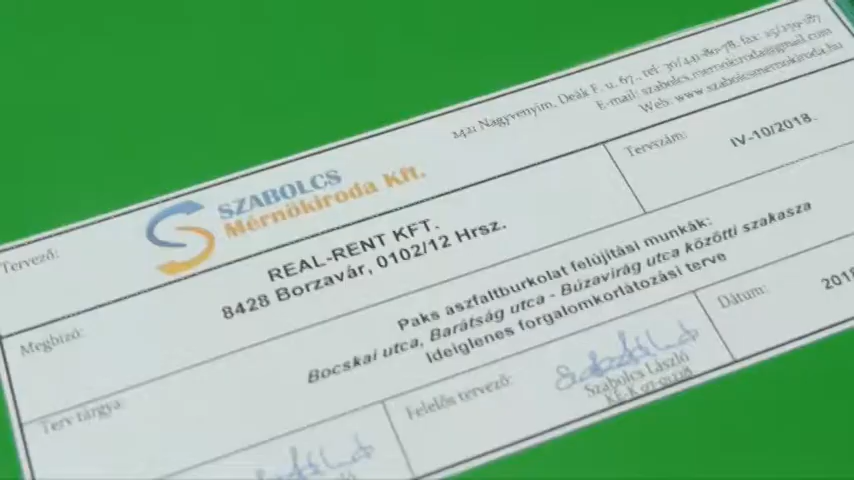 2421 Nagyvenyim, Deák F. u. 67., tel: 30/441-80-78, fax: 25/239-187
E-mail: szabolcs.mernokiroda@gmail.com
Web: www.szabolcsmernokiroda.hu
Tervező:
SZABOLCS
Mérnökiroda Kft.
Tervszám:
IV-10/2018.
Megbízó:
REAL-RENT KFT.
8428 Borzavár, 0102/12 Hrsz.
Terv tárgya:
Paks aszfaltburkolat felújítási munkák:
Bocskai utca, Barátság utca - Búzavirág utca közötti szakasza
Ideiglenes forgalomkorlátozási terve
Felelős tervező:
Szabolcs László
Dátum:
2018